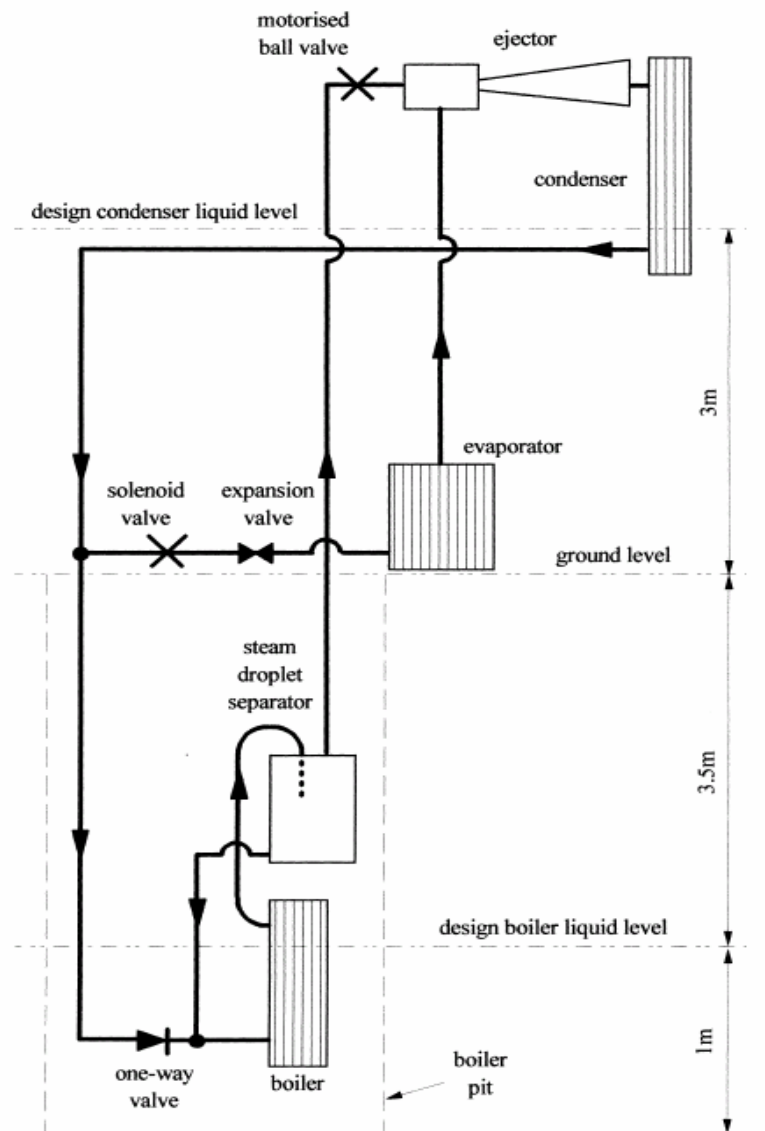 motorised
ball valve
ejector
condenser
design condenser liquid level
3m
evaporator
solenoid
valve
expansion
valve
ground level
steam
droplet
separator
3.5m
design boiler liquid level
1m
one-way
valve
boiler
boiler
pit